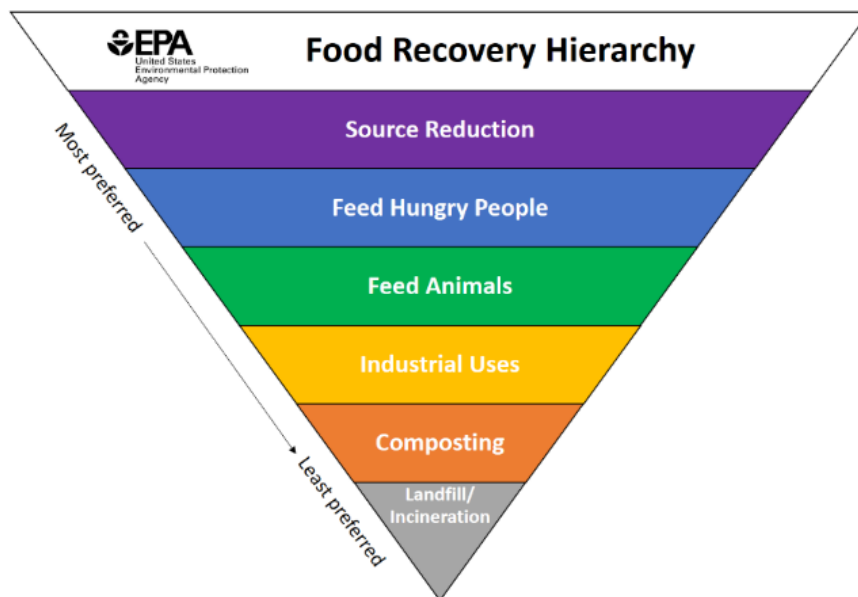 EPA
United States
Environmental Protection
Agency
Food Recovery Hierarchy
Most preferred
Source Reduction
Feed Hungry People
Feed Animals
Industrial Uses
Composting
Least preferred
Landfill/
Incineration